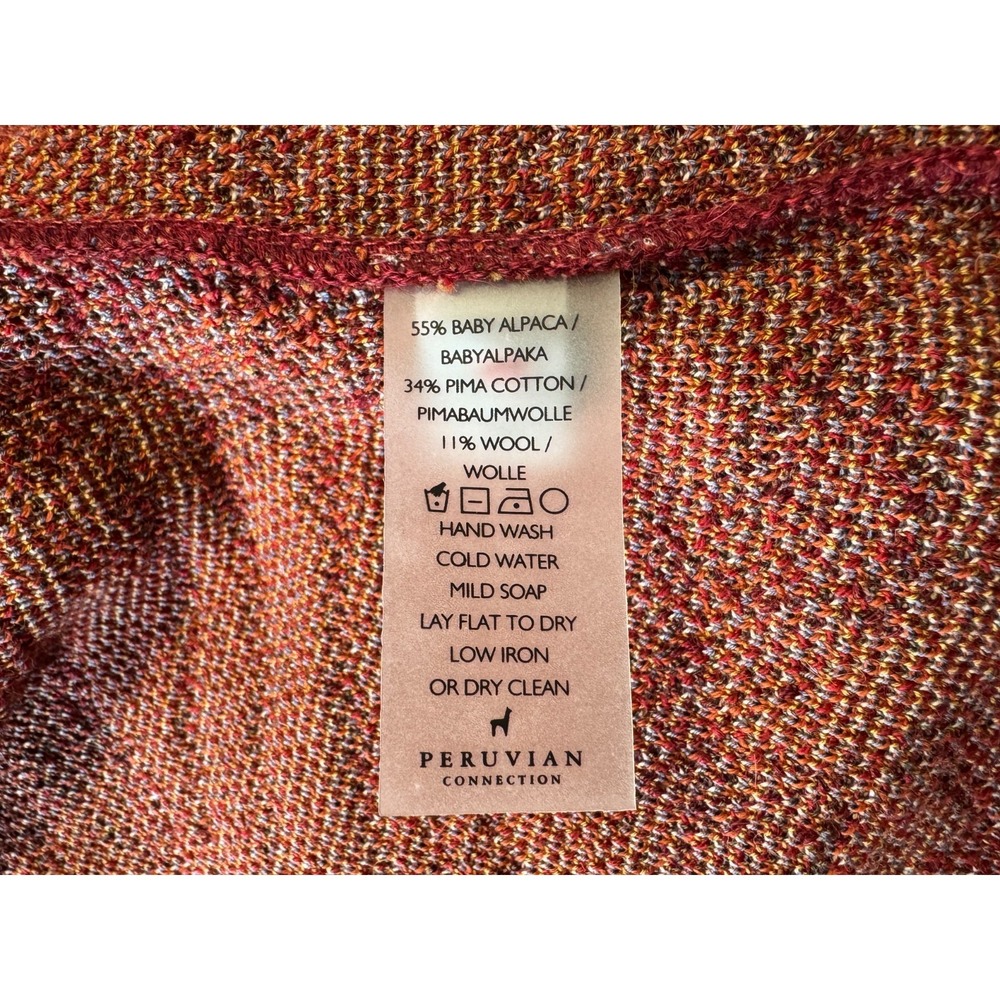 55% BABY ALPACA /
BABYALPAKA
34% PIMA COTTON /
PIMABAUMWOLLE
11% WOOL /
WOLLE
HAND WASH
COLD WATER
MILD SOAP
LAY FLAT TO DRY
LOW IRON
OR DRY CLEAN
PERUVIAN
CONNECTION